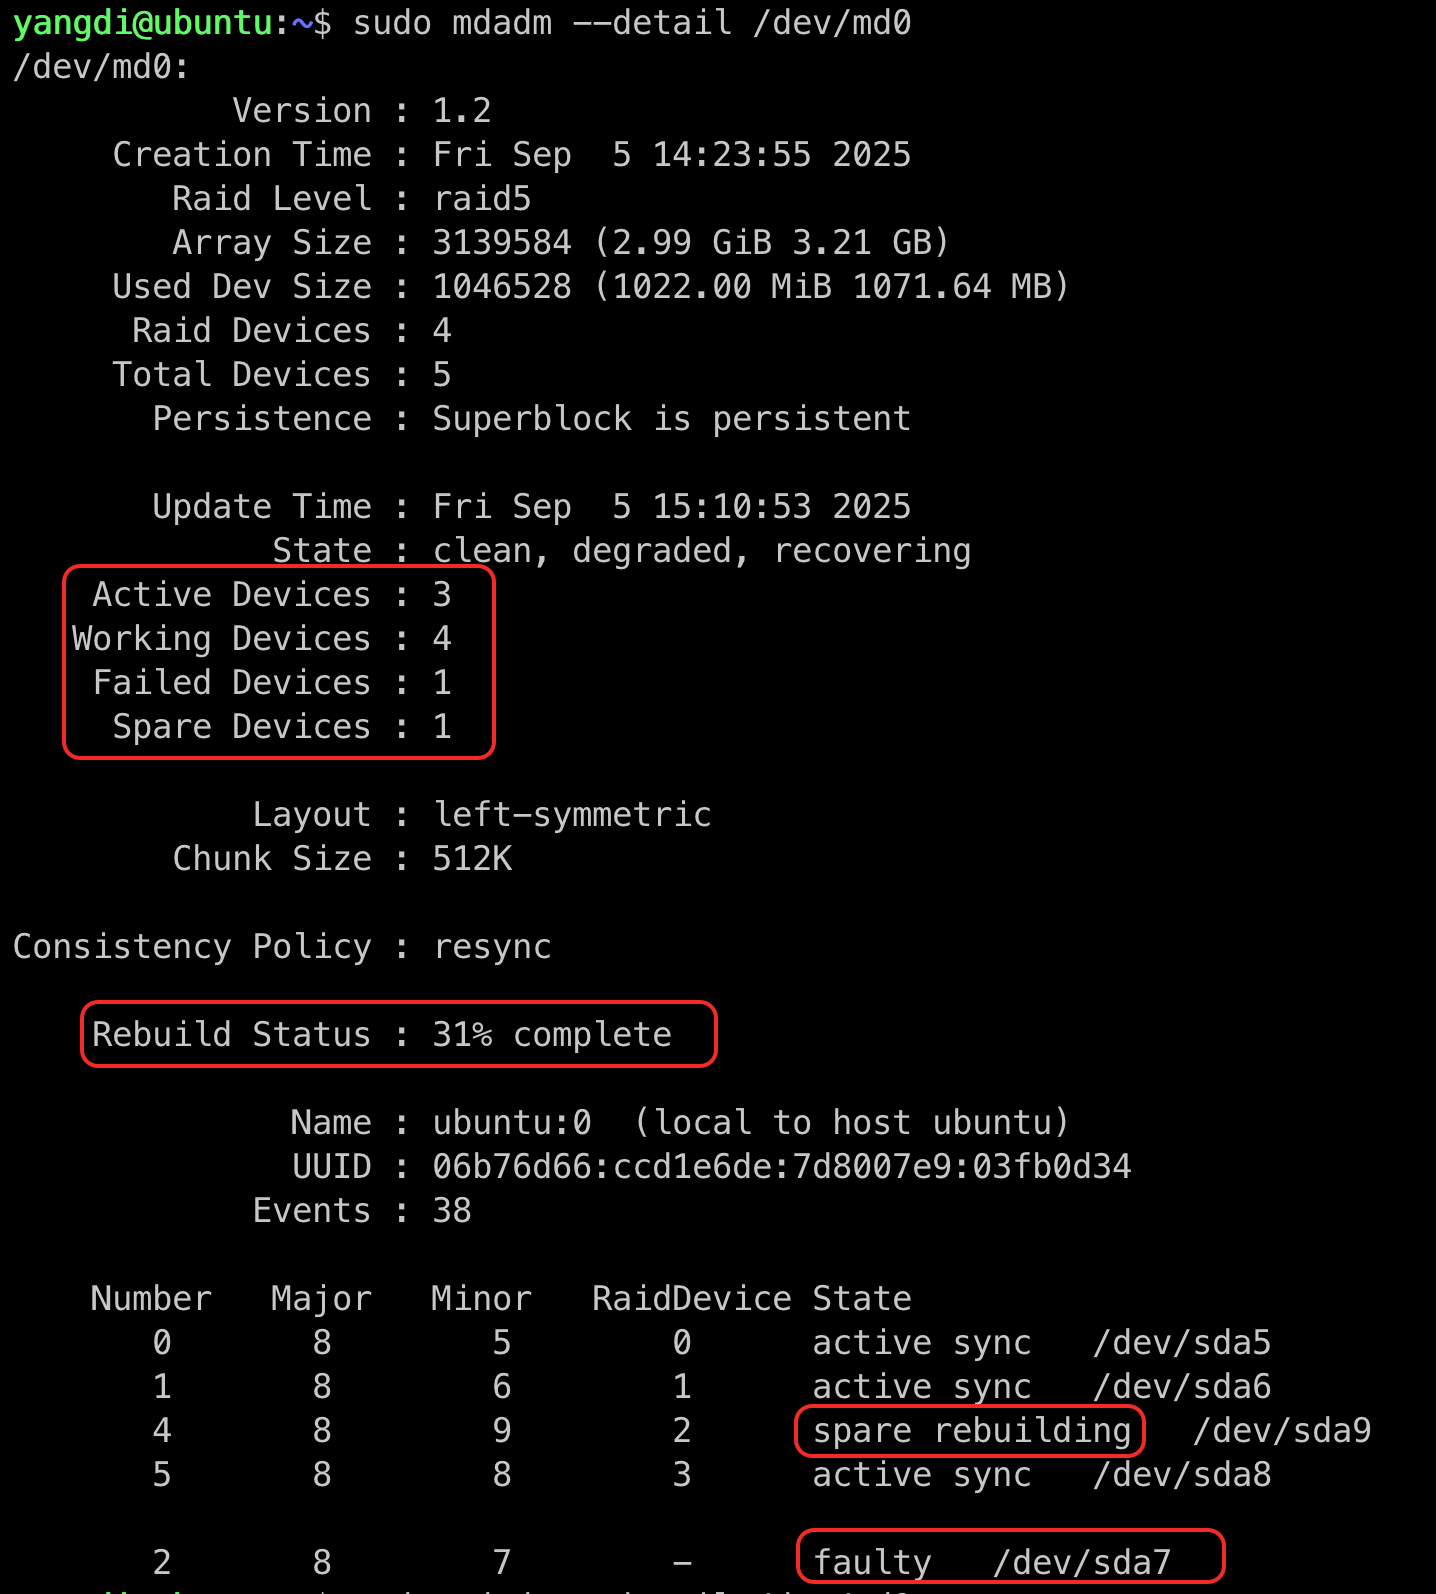 yangdi@ubuntu:~$ sudo mdadm --detail /dev/md0
/dev/md0:
           Version : 1.2
     Creation Time : Fri Sep  5 14:23:55 2025
        Raid Level : raid5
        Array Size : 3139584 (2.99 GiB 3.21 GB)
     Used Dev Size : 1046528 (1022.00 MiB 1071.64 MB)
      Raid Devices : 4
     Total Devices : 5
       Persistence : Superblock is persistent

       Update Time : Fri Sep  5 15:10:53 2025
             State : clean, degraded, recovering
    Active Devices : 3
   Working Devices : 4
    Failed Devices : 1
     Spare Devices : 1

            Layout : left-symmetric
        Chunk Size : 512K

Consistency Policy : resync

    Rebuild Status : 31% complete

              Name : ubuntu:0  (local to host ubuntu)
              UUID : 06b76d66:ccd1e6de:7d8007e9:03fb0d34
            Events : 38

    Number   Major   Minor   RaidDevice State
       0       8        5        0      active sync   /dev/sda5
       1       8        6        1      active sync   /dev/sda6
       4       8        9        2      spare rebuilding   /dev/sda9
       5       8        8        3      active sync   /dev/sda8

       2       8        7        -      faulty   /dev/sda7